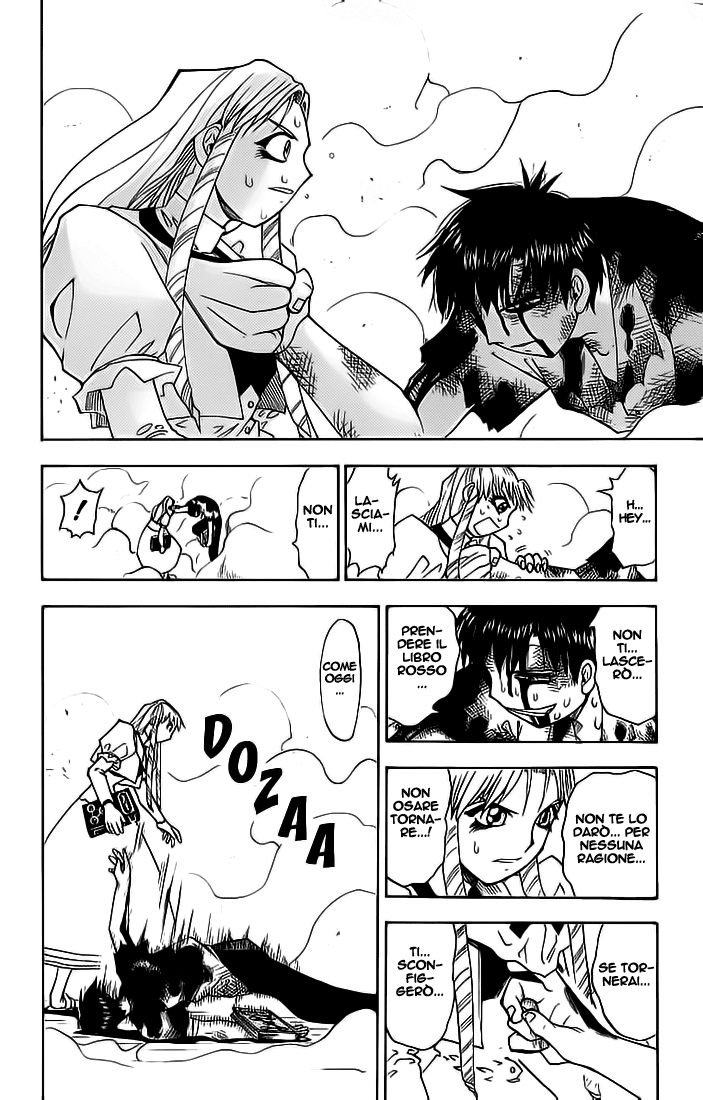 H...
HEY...
LA-
SCIA-
MI...
NON
TI...
!
NON
TI...
LASCE-
RÒ...
PREN-
DERE IL
LIBRO
ROSSO
...
NON TE LO
DARÒ... PER
NESSUNA
RAGIONE...
NON
OSARE
TORNA-
RE...!
SE TOR-
NERAI...
TI...
SCON-
FIG-
GERÒ...
COME
OGGI
...
DOZAA